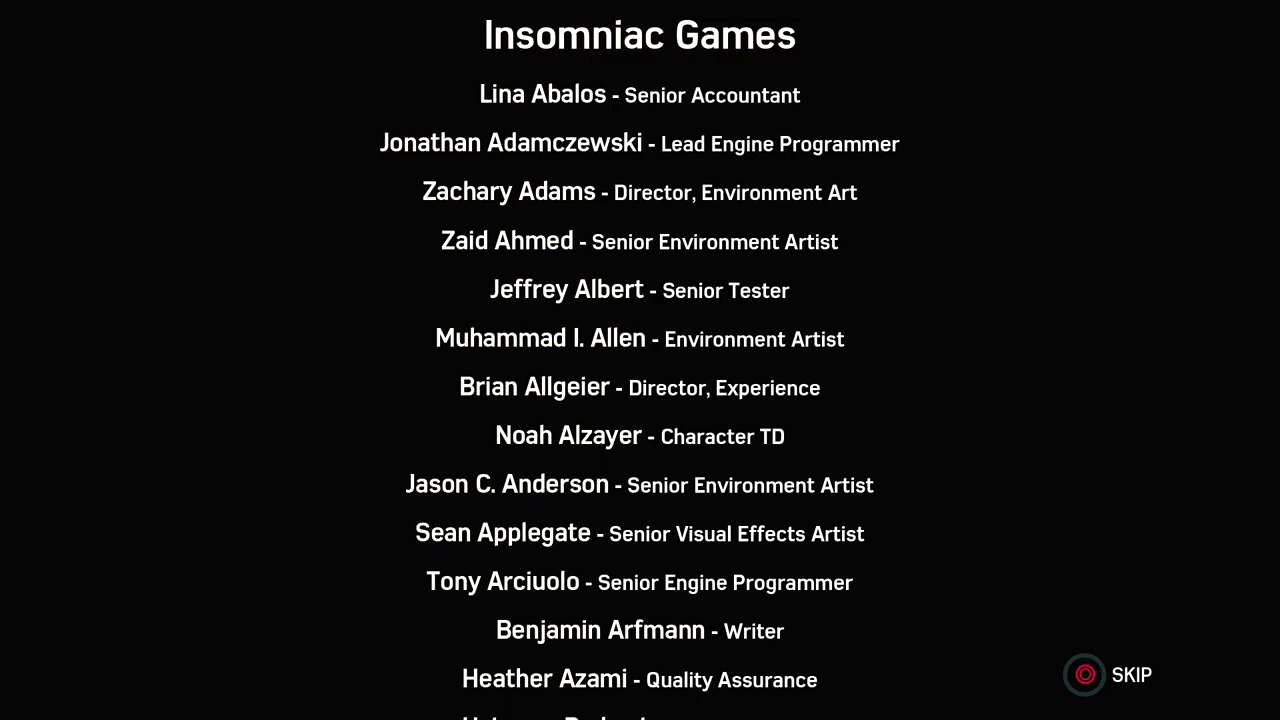 Insomniac Games
Lina Abalos - Senior Accountant
Jonathan Adamczewski - Lead Engine Programmer
Zachary Adams - Director, Environment Art
Zaid Ahmed - Senior Environment Artist
Jeffrey Albert - Senior Tester
Muhammad I. Allen - Environment Artist
Brian Allgeier - Director, Experience
Noah Alzayer - Character TD
Jason C. Anderson - Senior Environment Artist
Sean Applegate - Senior Visual Effects Artist
Tony Arciuolo - Senior Engine Programmer
Benjamin Arfmann - Writer
Heather Azami - Quality Assurance
SKIP